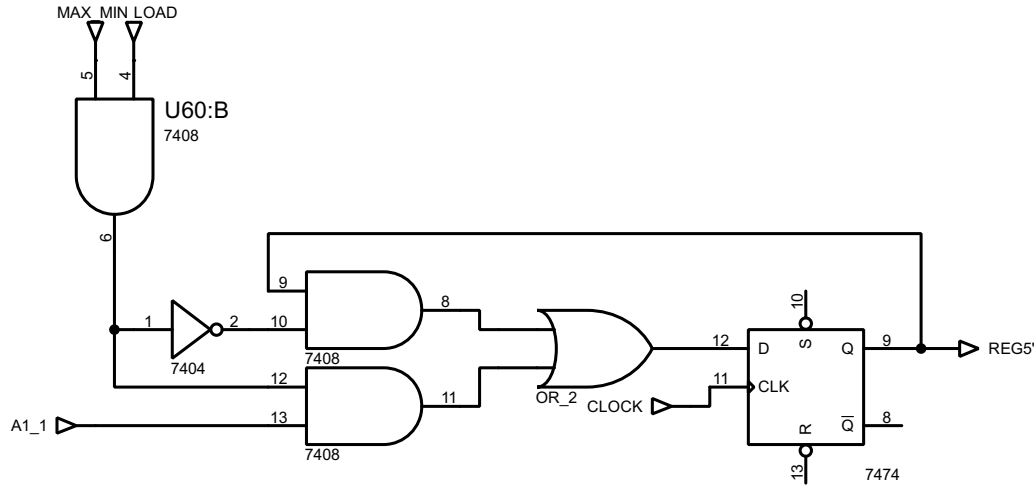 MAX_MIN LOAD
5
4
U60:B
7408
6
9
8
10
1
2
7404
7408
12
11
13
A1_1
7408
OR_2
CLOCK
12
11
10
D
S
Q
CLK
R
Q
9
8
13
7474
REG5'